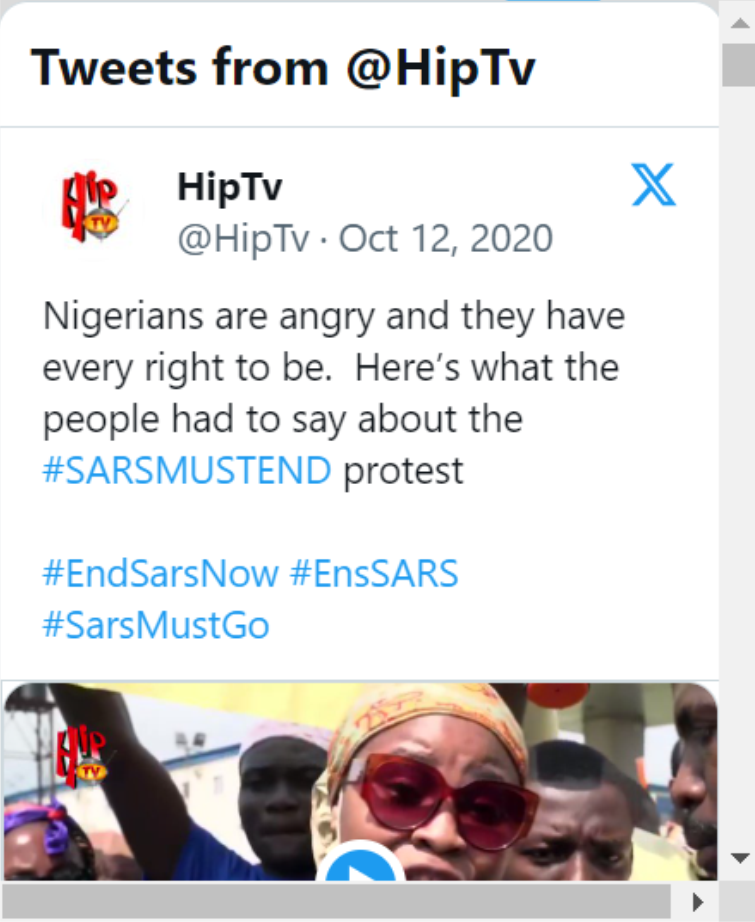 Tweets from @HipTv
Hip
TV
HipTv
@HipTv · Oct 12, 2020
Nigerians are angry and they have
every right to be.  Here’s what the
people had to say about the
#SARSMUSTEND protest
#EndSarsNow #EnsSARS
#SarsMustGo
Hip
TV